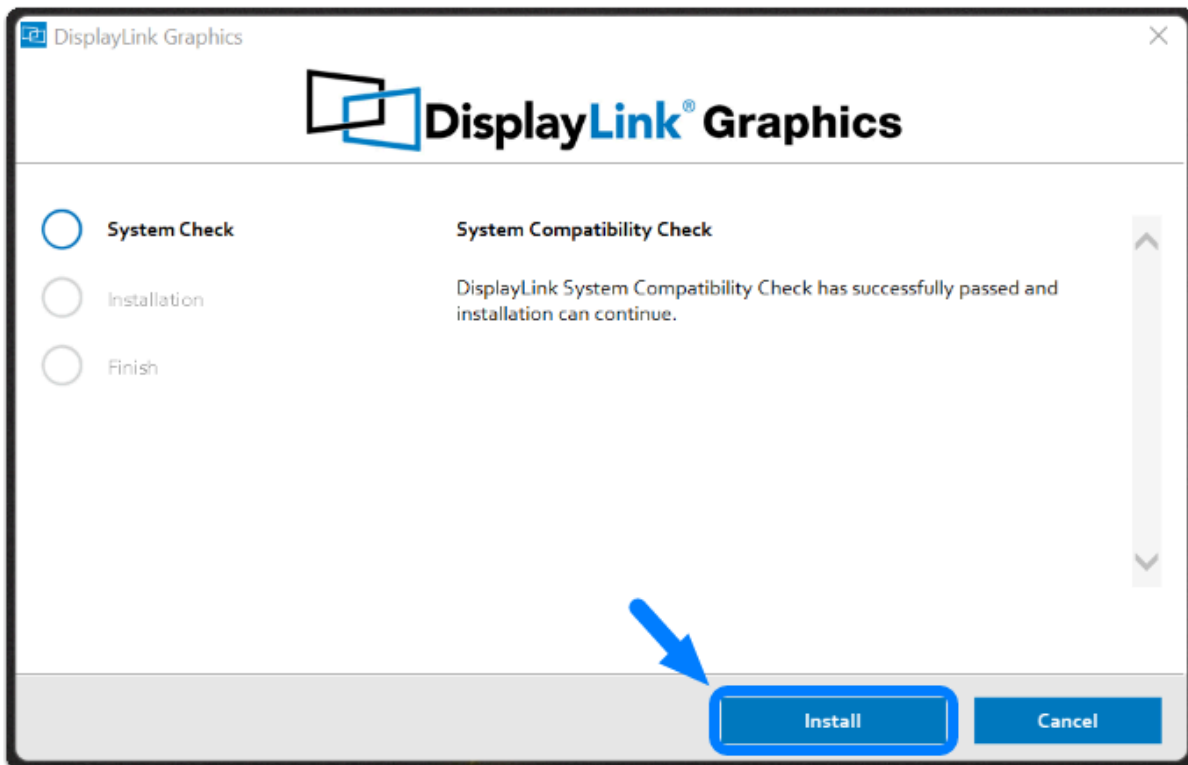 DisplayLink Graphics
DisplayLink® Graphics
System Check
Installation
Finish
System Compatibility Check
DisplayLink System Compatibility Check has successfully passed and
installation can continue.
Install
Cancel